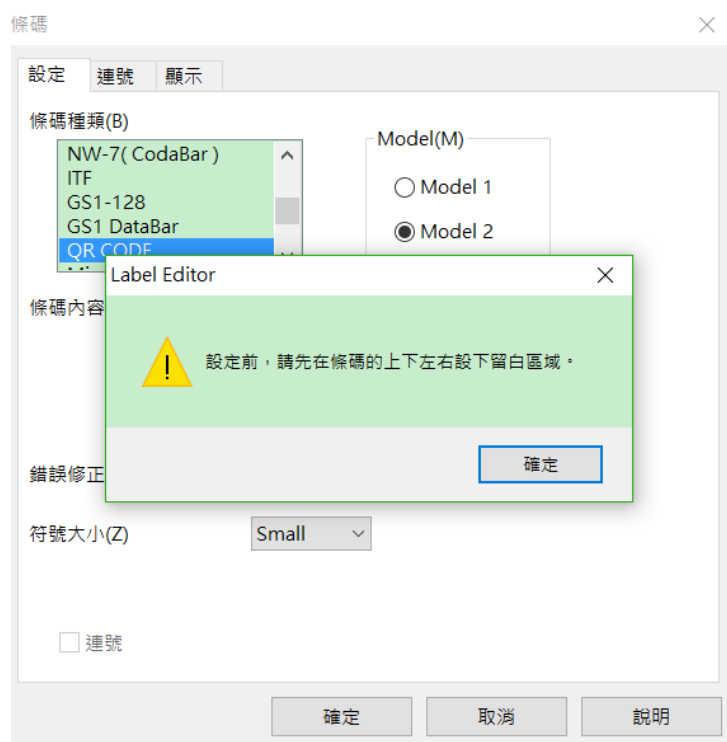 條碼
設定 連號 顯示
條碼種類(B)
NW-7( CodaBar )
ITF
GS1-128
GS1 DataBar
QR CODE
Model(M)
Model 1
Model 2
Label Editor
條碼內容
設定前，請先在條碼的上下左右設下留白區域。
確定
錯誤修正
符號大小(Z) Small
連號
確定 取消 說明